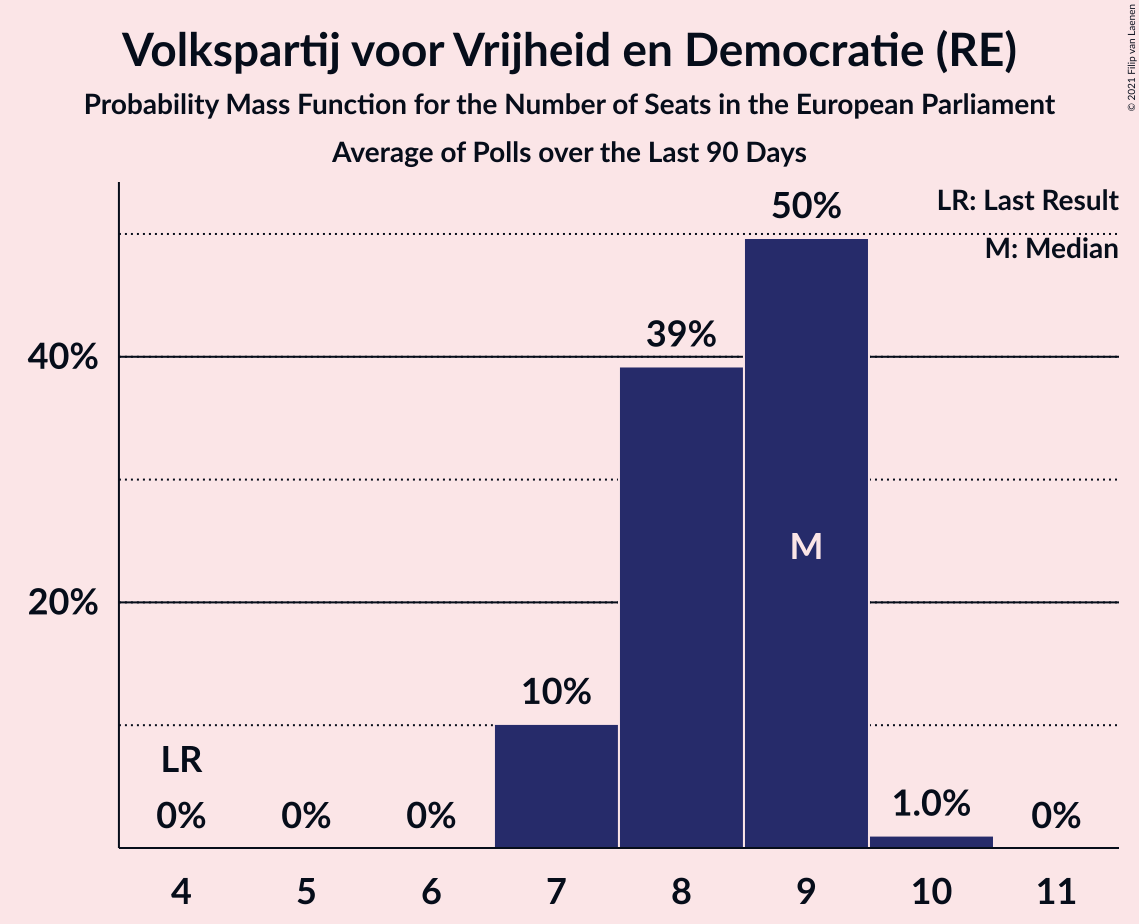 Volkspartij voor Vrijheid en Democratie (RE)
Probability Mass Function for the Number of Seats in the European Parliament
Average of Polls over the Last 90 Days
© 2021 Filip van Laenen
LR: Last Result
M: Median
50%
39%
40%
M
20%
10%
LR
0%
0%
0%
1.0%
0%
4
5
6
7
8
9
10
11